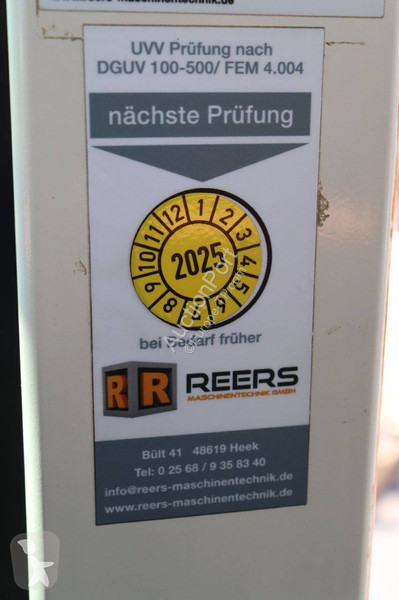 UVV Prüfung nach
DGUV 100-500/ FEM 4.004
nächste Prüfung
12 1 2 3 4 5 6 7 8 9 10 11
2025
bei Bedarf früher
RR REERS
MASCHINENTECHNIK GMBH
Bült 41 48619 Heek
Tel: 0 25 68 / 9 35 83 40
info@reers-maschinentechnik.de
www.reers-maschinentechnik.de
AuctionPort